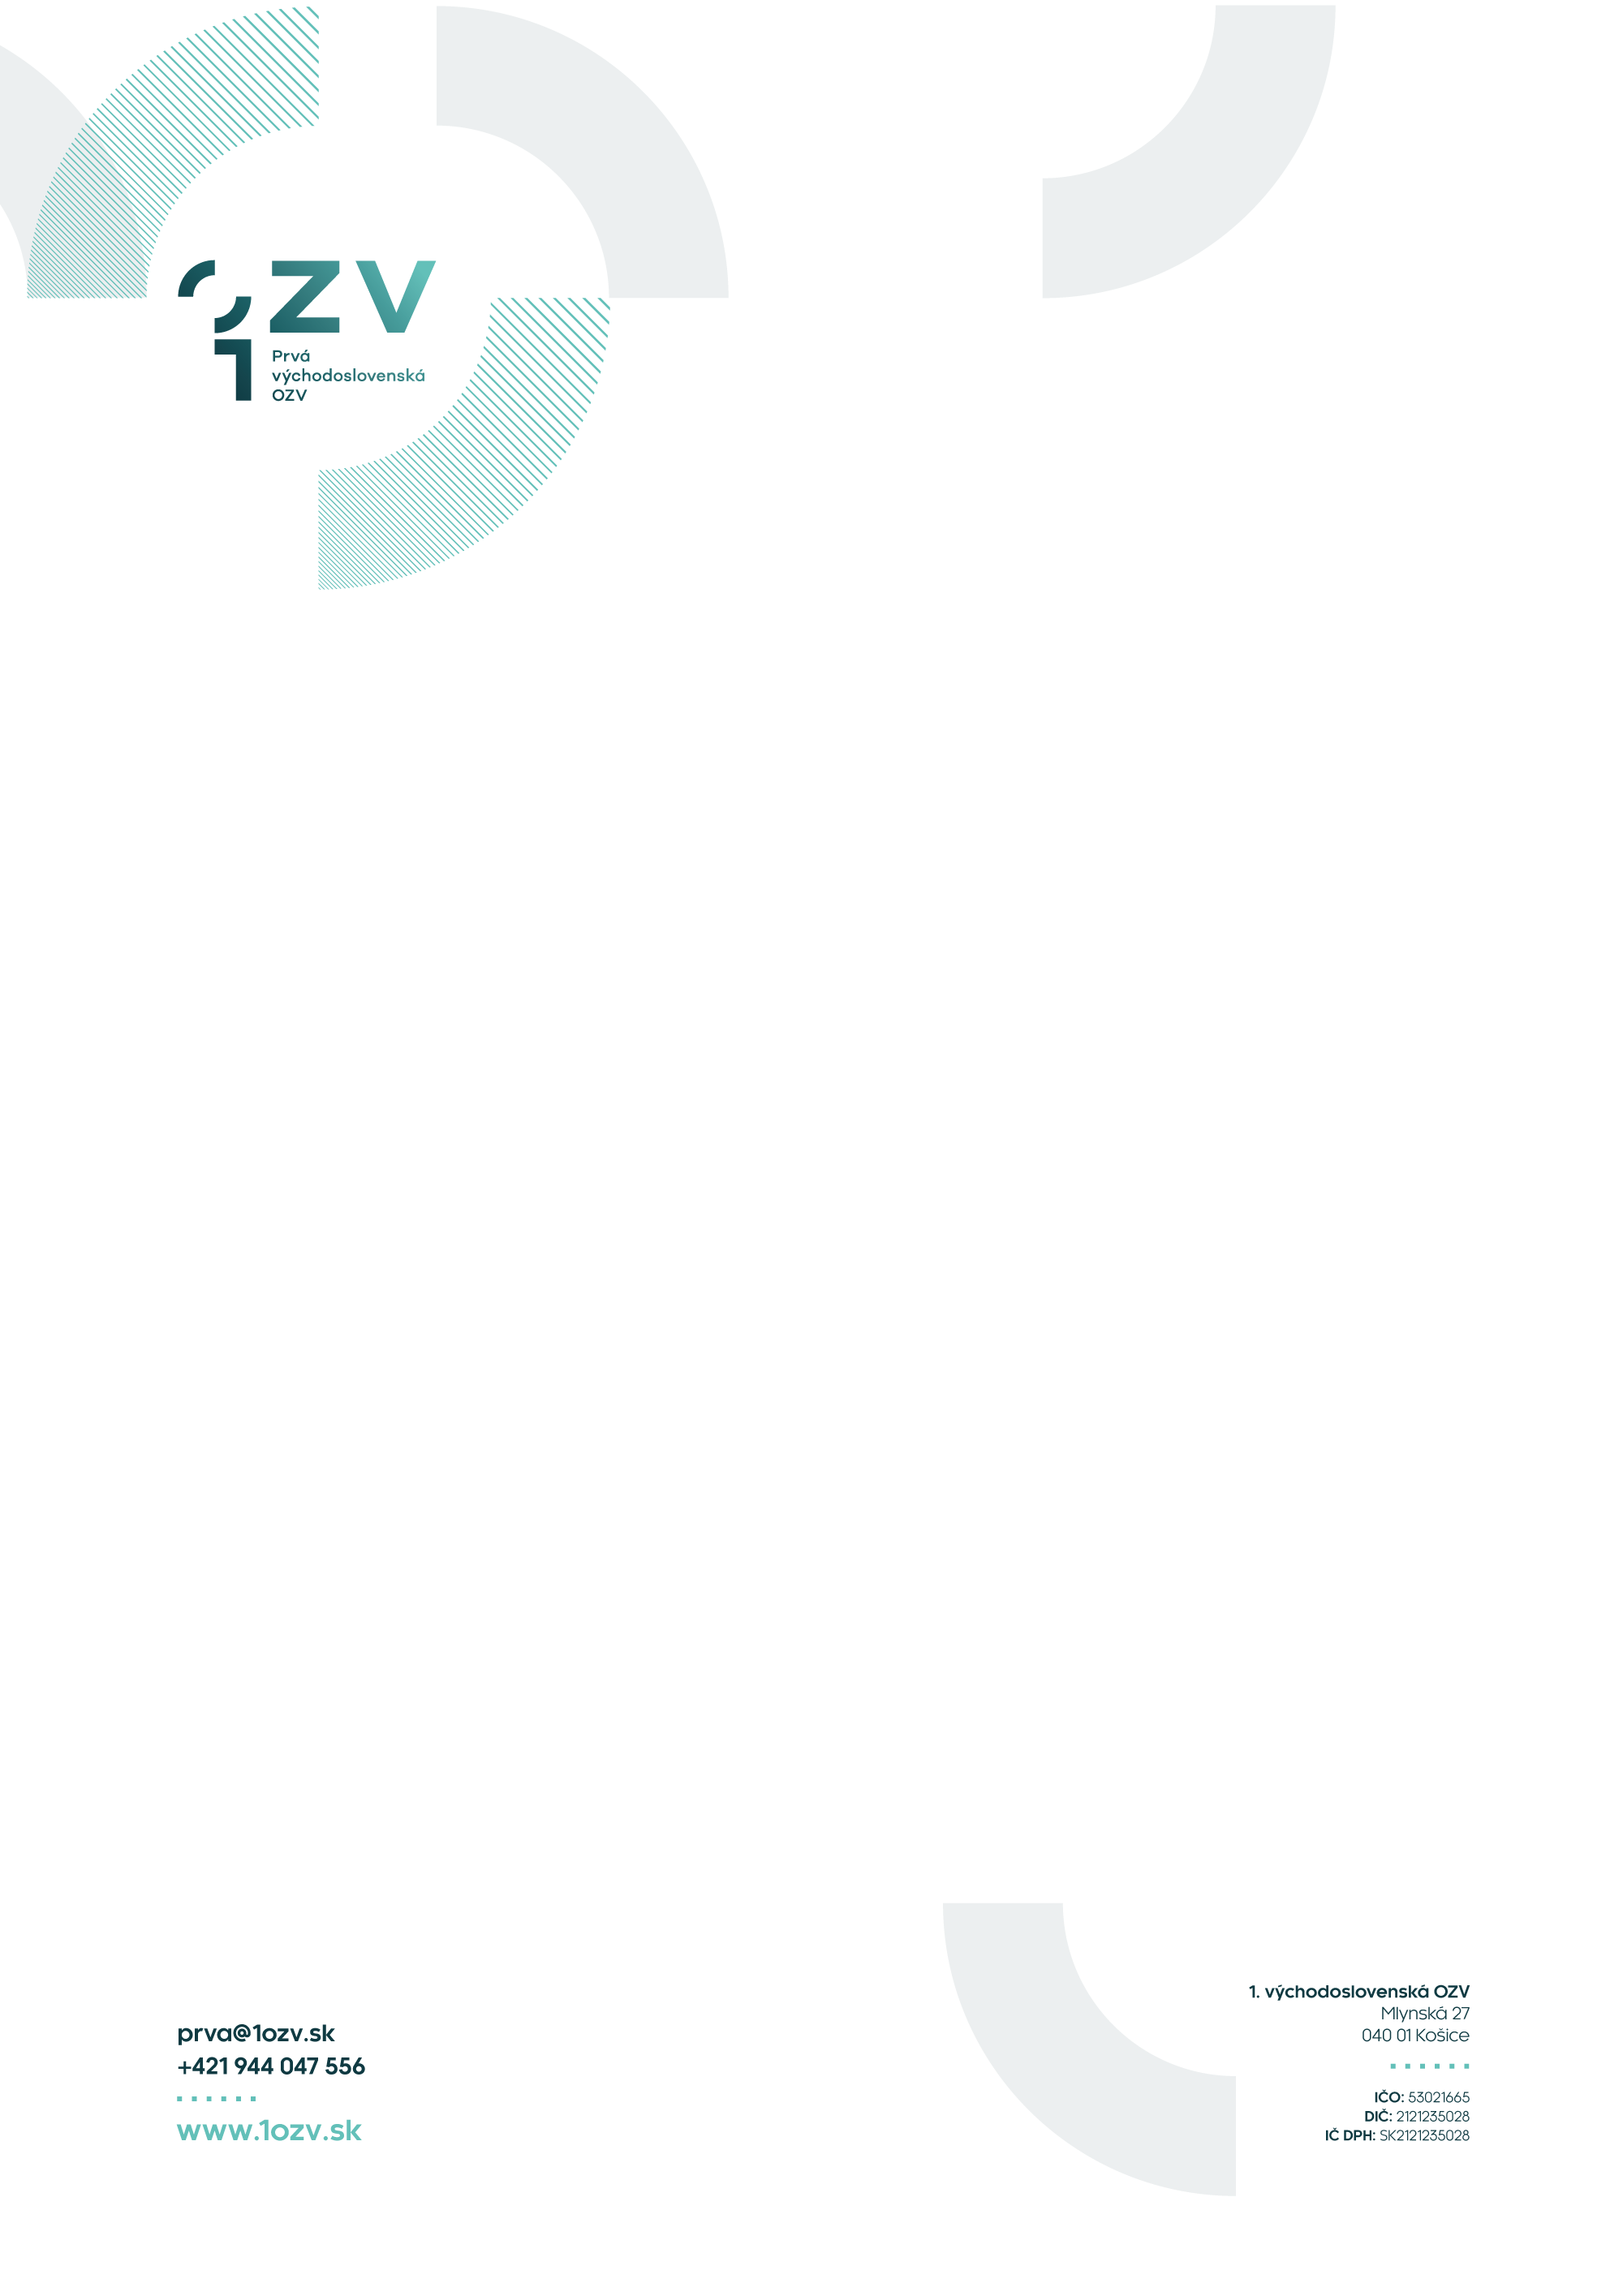 1OZV
Prvá
východoslovenská
OZV
prva@1ozv.sk
+421 944 047 556
www.1ozv.sk
1. východoslovenská OZV
Mlynská 27
040 01 Košice
IČO: 53021665
DIČ: 2121235028
IČ DPH: SK2121235028